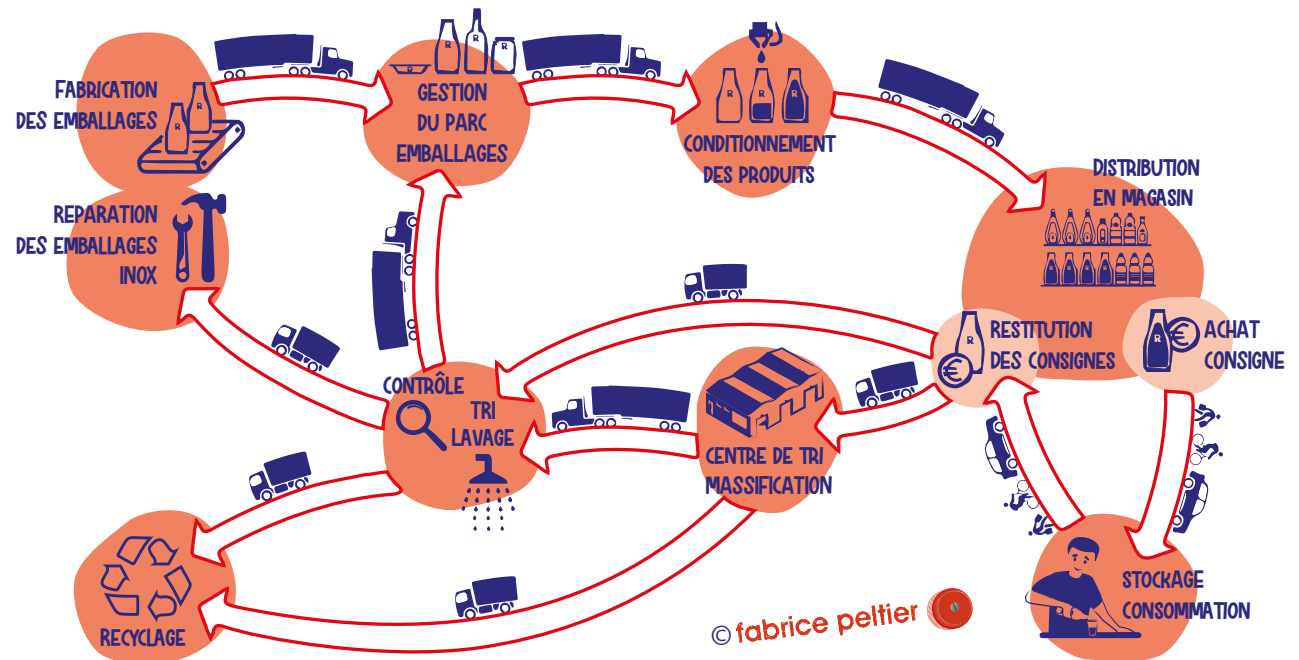 FABRICATION
DES EMBALLAGES
GESTION
DU PARC
EMBALLAGES
CONDITIONNEMENT
DES PRODUITS
DISTRIBUTION
EN MAGASIN
REPARATION
DES EMBALLAGES
INOX
RESTITUTION
DES CONSIGNES
ACHAT
CONSIGNE
CONTRÔLE
TRI
LAVAGE
CENTRE DE TRI
MASSIFICATION
RECYCLAGE
STOCKAGE
CONSOMMATION
© fabrice peltier
R
R
R
R
R
R
R
R
R
R
€
€